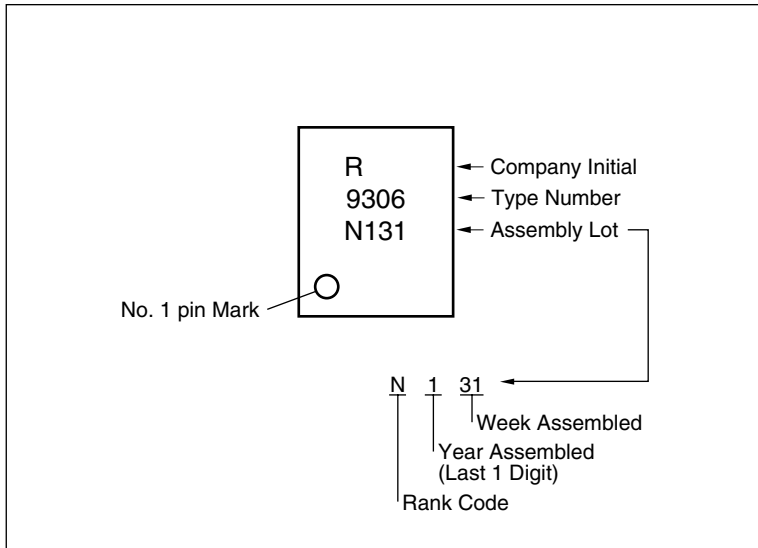 R
9306
N131
Company Initial
Type Number
Assembly Lot
No. 1 pin Mark
N 1 31
Week Assembled
Year Assembled
(Last 1 Digit)
Rank Code